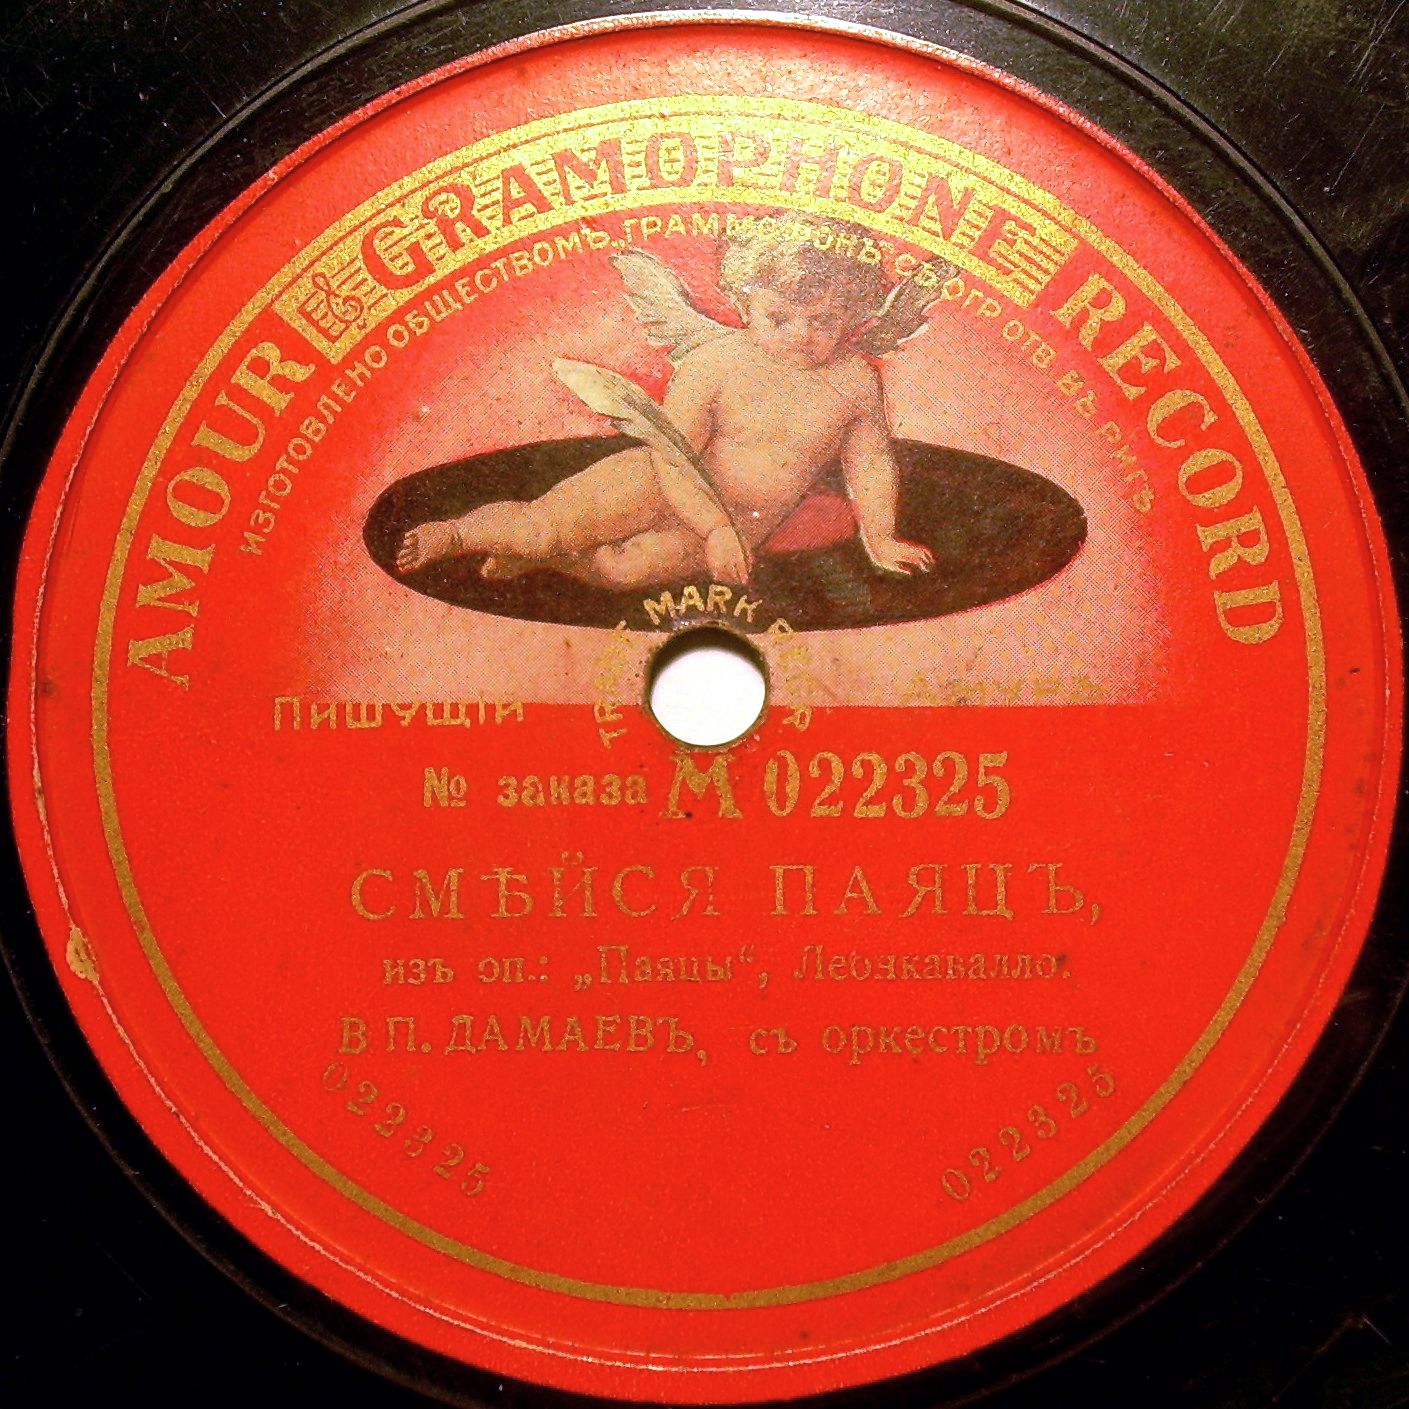 AMOUR GRAMOPHONE RECORD
ИЗГОТОВЛЕНО ОБЩЕСТВОМЪ „ГРАММОФОНЪ СЪ ОГР ОТВ ВЪ РИГѢ
TRADE MARK REGISTR
ПИШУЩІЙ АМУРЪ
№ заказа М 022325
СМѢЙСЯ ПАЯЦЪ,
изъ оп.: „Паяцы“, Леонкавалло.
В П. ДАМАЕВЪ, съ оркестромъ
022325 022325